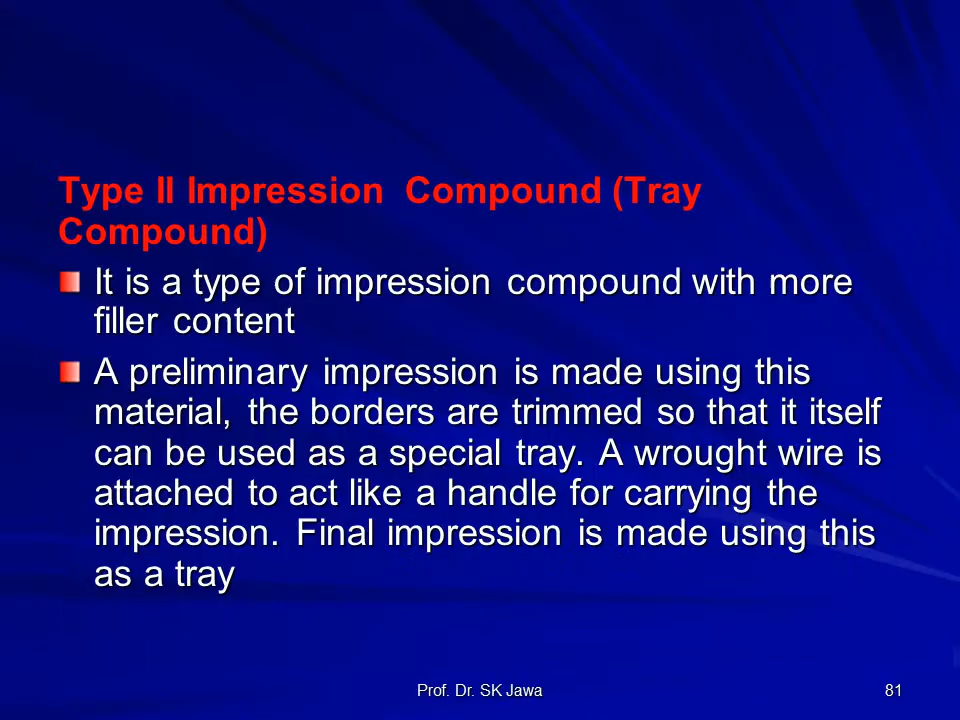 Type II Impression  Compound (Tray
Compound)
It is a type of impression compound with more
filler content
A preliminary impression is made using this
material, the borders are trimmed so that it itself
can be used as a special tray. A wrought wire is
attached to act like a handle for carrying the
impression. Final impression is made using this
as a tray
Prof. Dr. SK Jawa
81